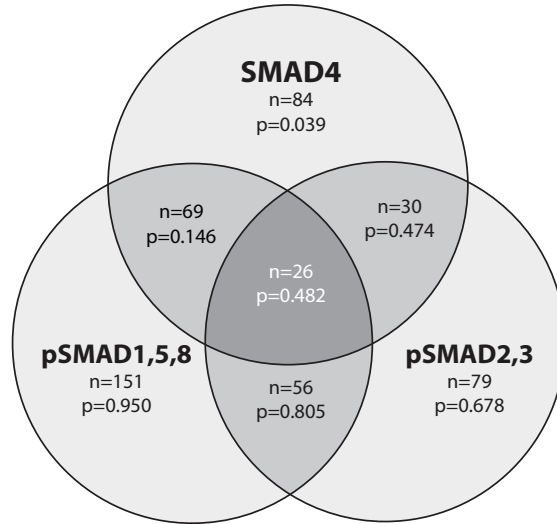 SMAD4
n=84
p=0.039
n=69
p=0.146
n=30
p=0.474
n=26
p=0.482
pSMAD1,5,8
n=151
p=0.950
pSMAD2,3
n=79
p=0.678
n=56
p=0.805